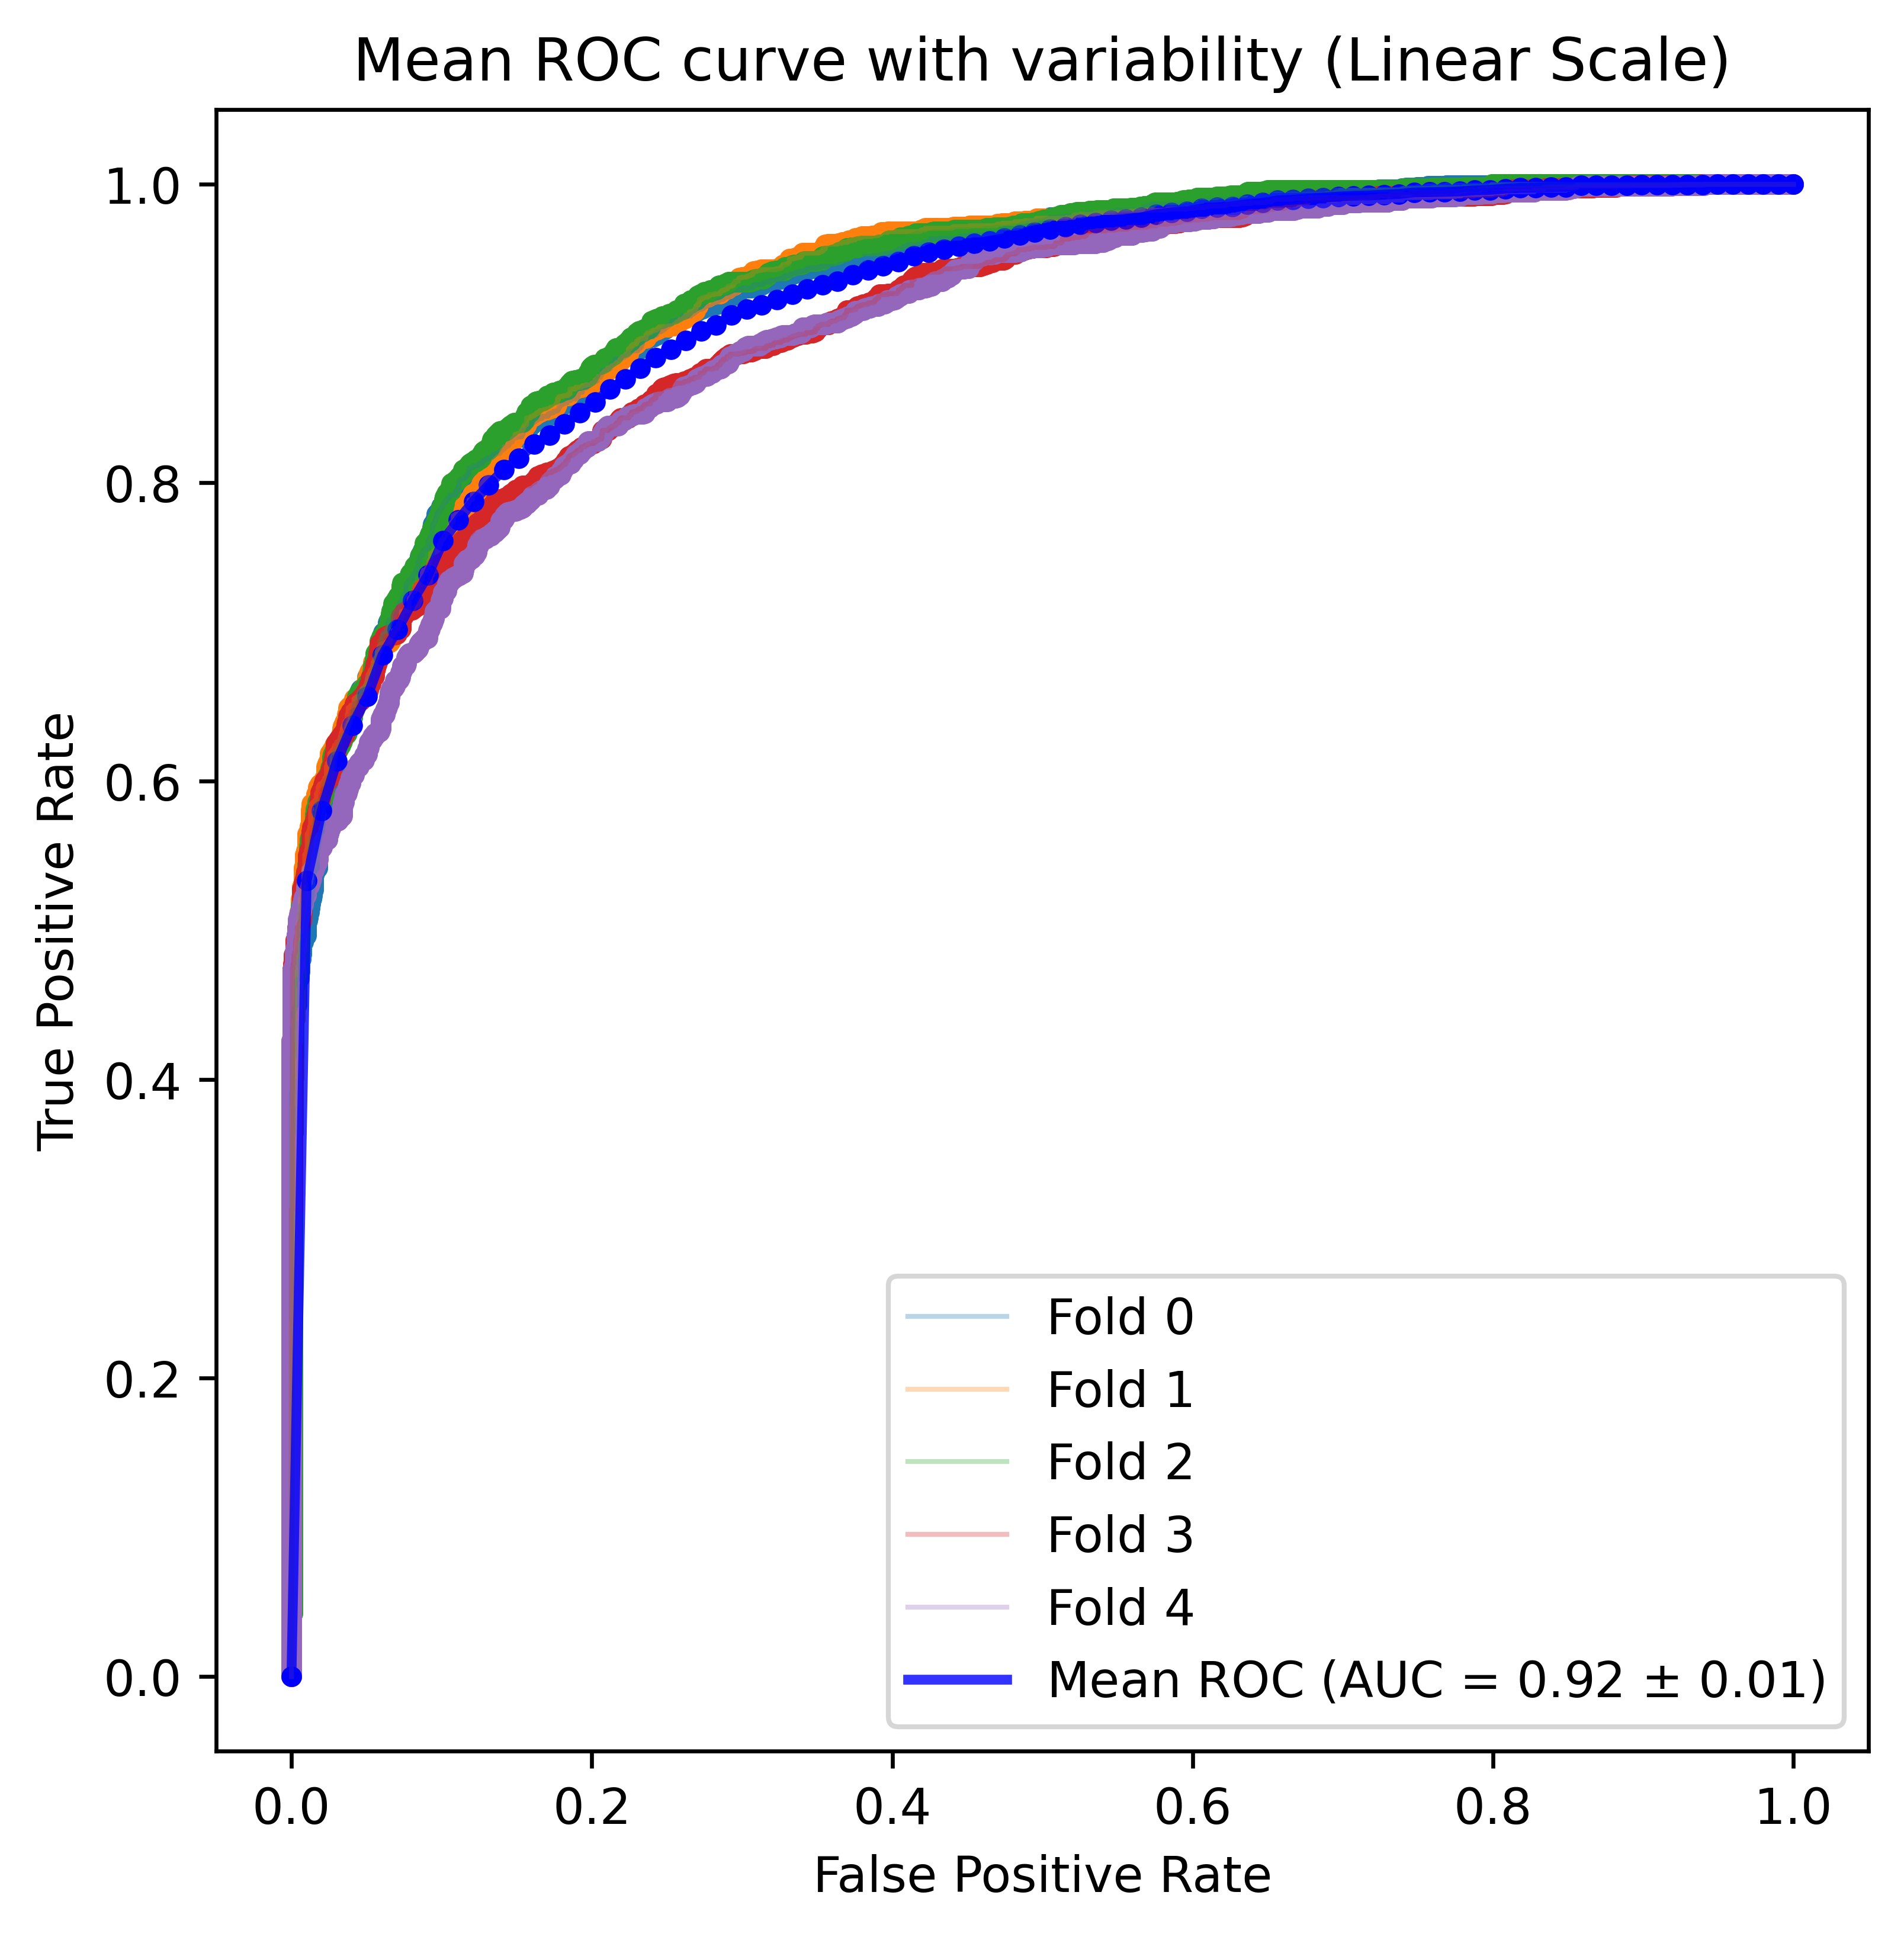 Mean ROC curve with variability (Linear Scale)
1.0
0.8
0.6
0.4
0.2
0.0
True Positive Rate
Fold 0
Fold 1
Fold 2
Fold 3
Fold 4
Mean ROC (AUC = 0.92 ± 0.01)
0.0 0.2 0.4 0.6 0.8 1.0
False Positive Rate